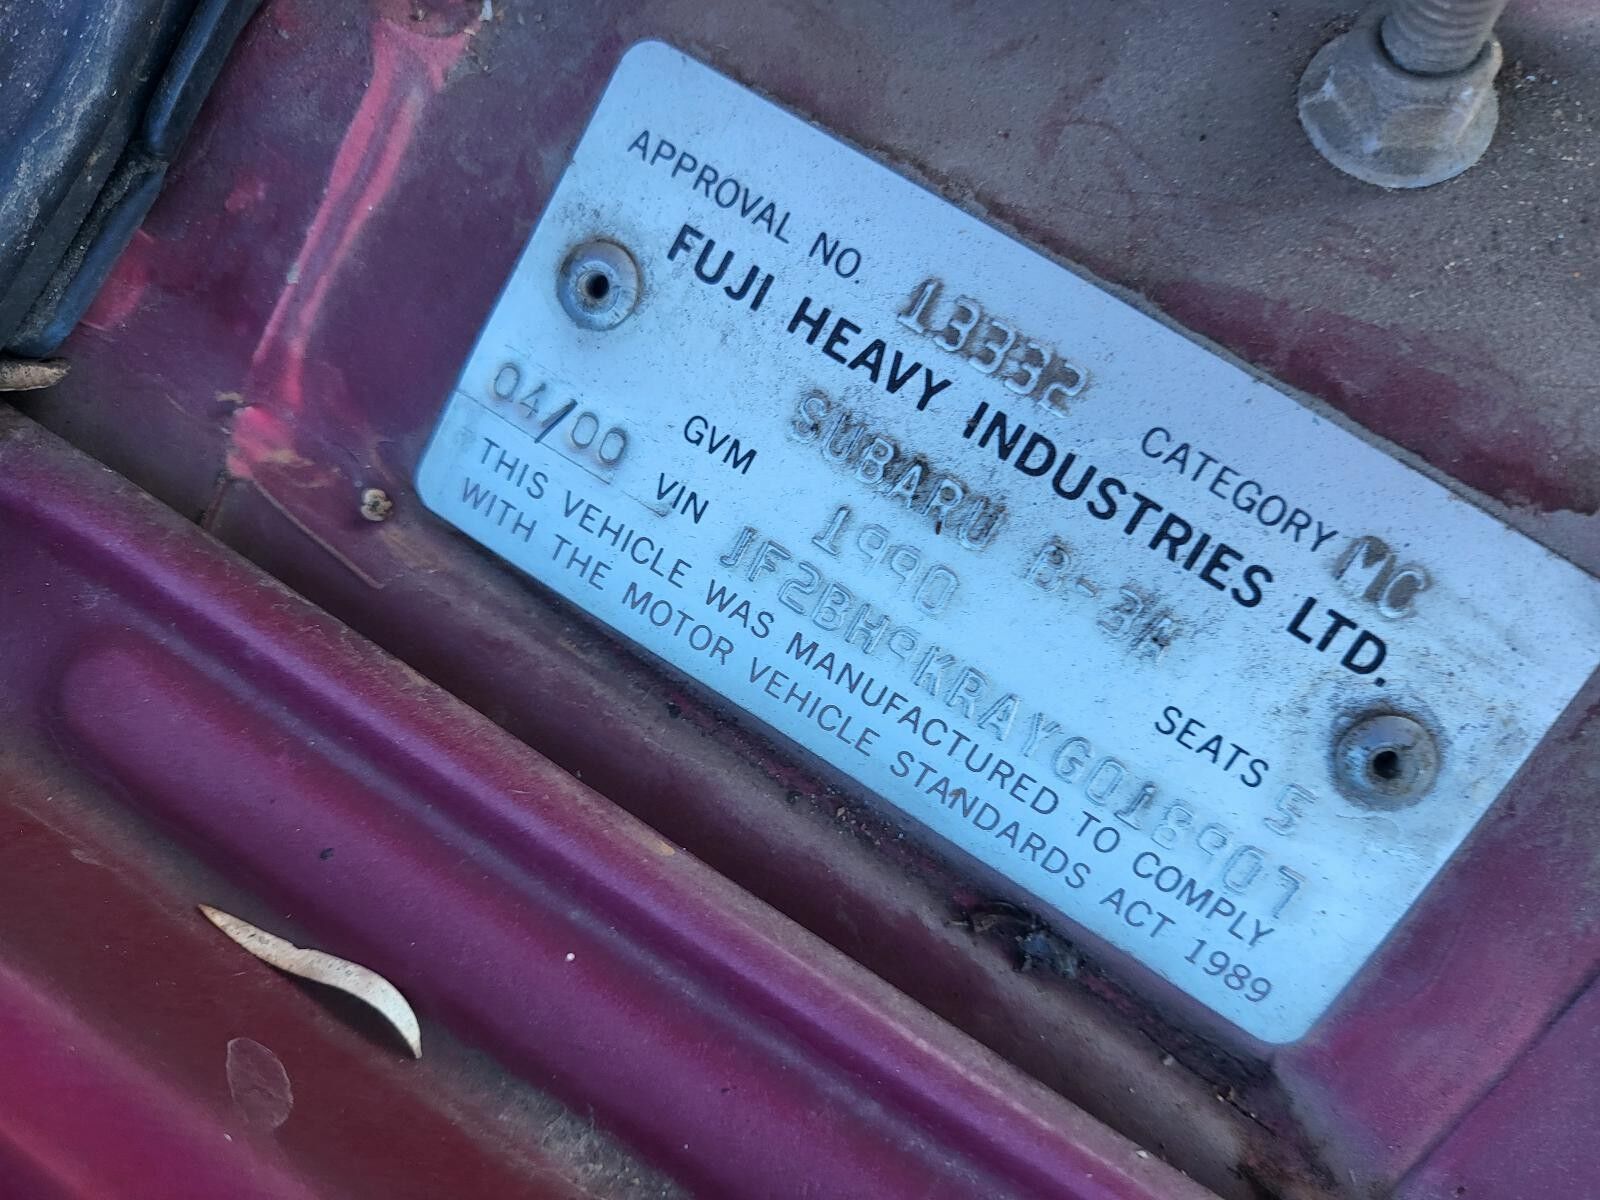 APPROVAL NO. 13332 CATEGORY MC
FUJI HEAVY INDUSTRIES LTD.
SUBARU B-3A
04/00 GVM 1990 SEATS 5
VIN JF2BH9KRAYG018907
THIS VEHICLE WAS MANUFACTURED TO COMPLY
WITH THE MOTOR VEHICLE STANDARDS ACT 1989